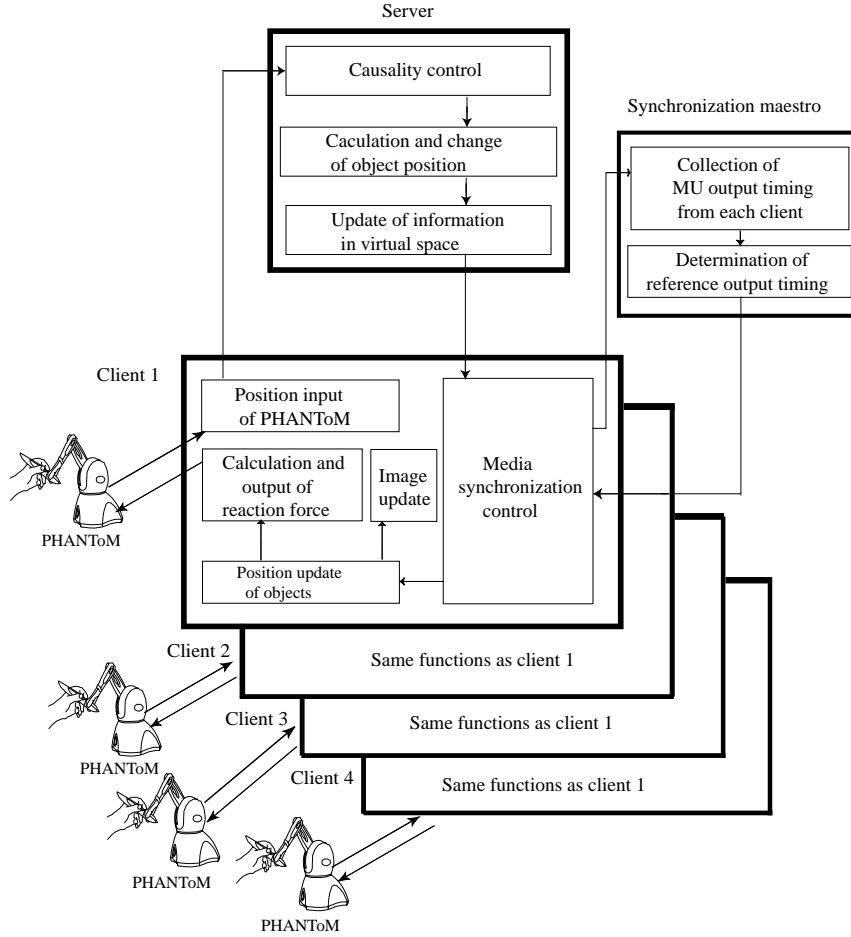 Server
Causality control
Caculation and change
of object position
Update of information
in virtual space
Synchronization maestro
Collection of
MU output timing
from each client
Determination of
reference output timing
Client 1
Position input
of PHANToM
Calculation and
output of
reaction force
Image
update
Media
synchronization
control
Position update
of objects
PHANToM
Client 2
Same functions as client 1
PHANToM
Client 3
Same functions as client 1
PHANToM
Client 4
Same functions as client 1
PHANToM